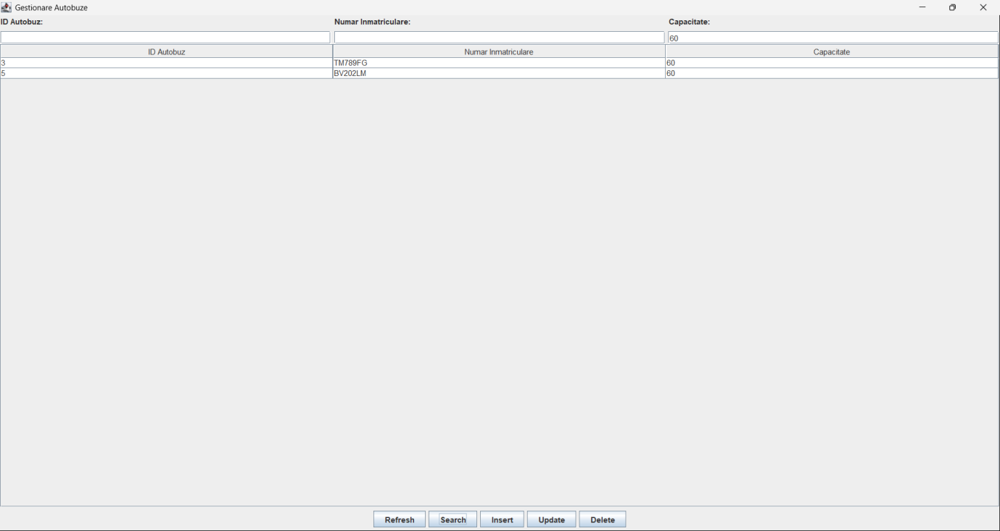 Gestionare Autobuze
ID Autobuz: Numar Inmatriculare: Capacitate:
60
ID Autobuz Numar Inmatriculare Capacitate
3 TM789FG 60
5 BV202LM 60
Refresh Search Insert Update Delete